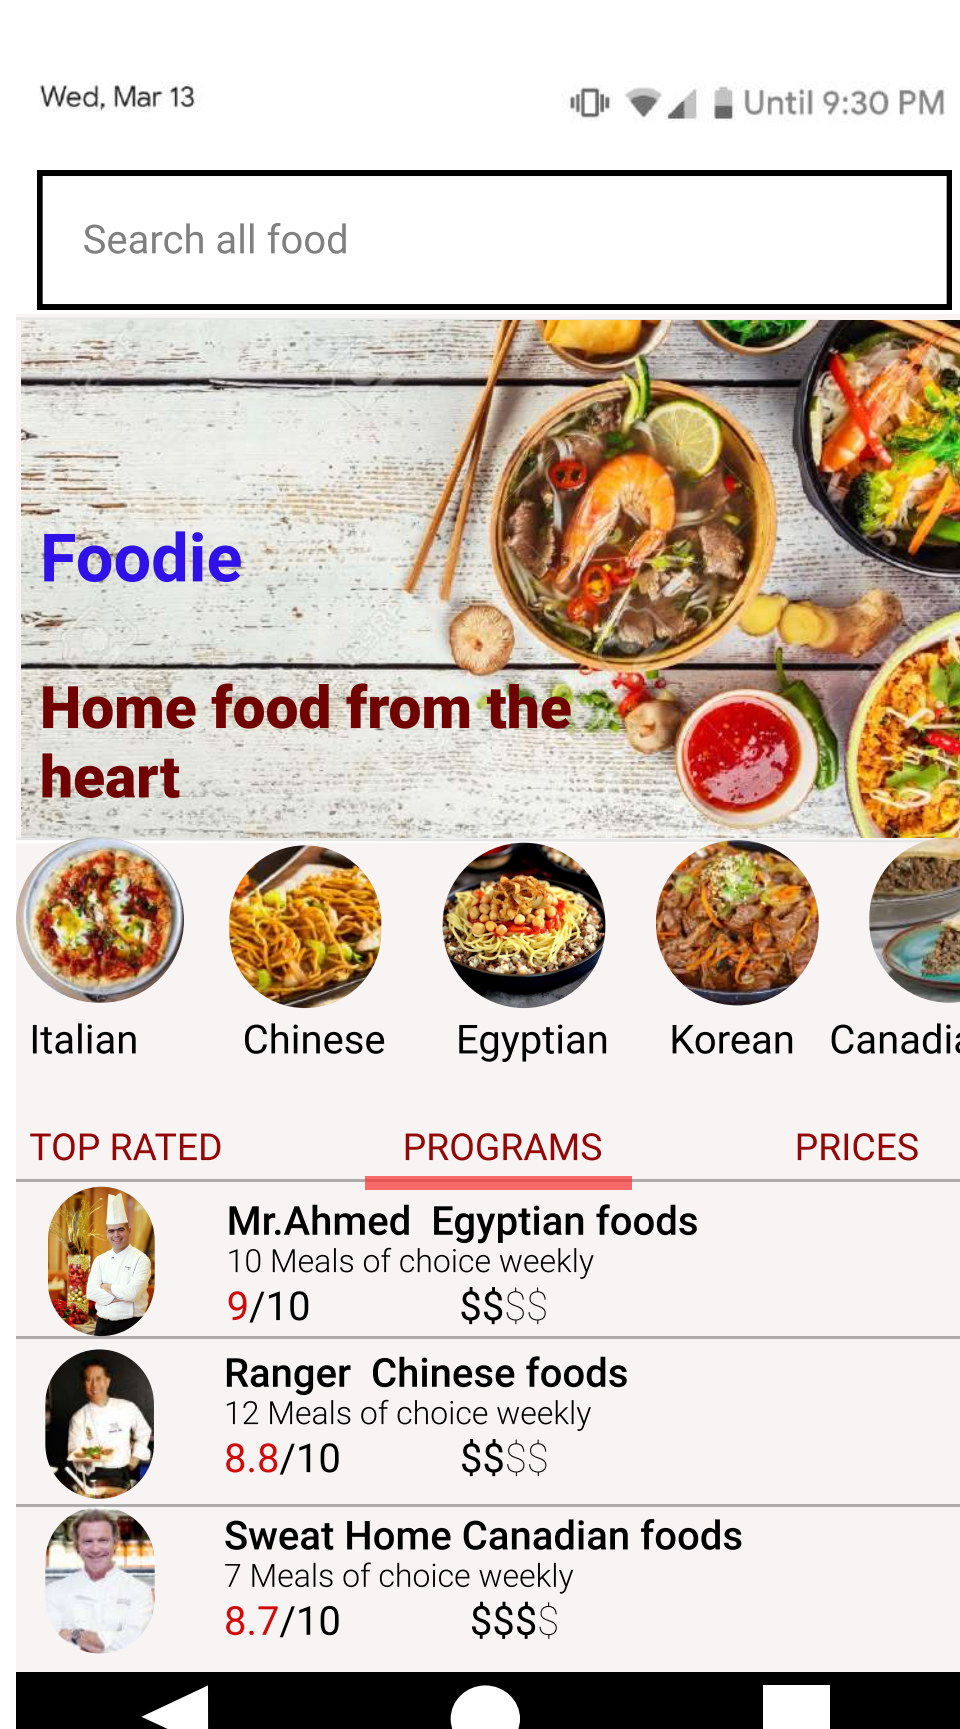 Wed, Mar 13
Until 9:30 PM
Search all food
Foodie
Home food from the
heart
Italian
Chinese
Egyptian
Korean
Canadia
TOP RATED
PROGRAMS
PRICES
Mr.Ahmed Egyptian foods
10 Meals of choice weekly
9/10 $$$$
Ranger Chinese foods
12 Meals of choice weekly
8.8/10 $$$$
Sweat Home Canadian foods
7 Meals of choice weekly
8.7/10 $$$$